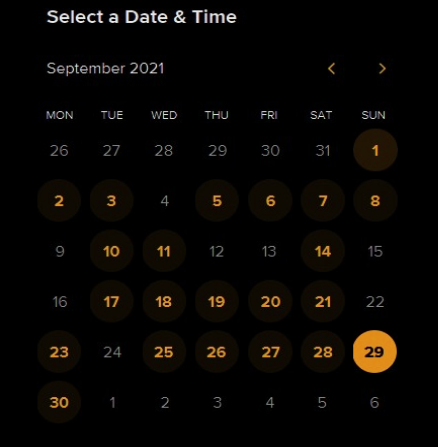 Select a Date & Time
September 2021
MON TUE WED THU FRI SAT SUN
26 27 28 29 30 31 1
2 3 4 5 6 7 8
9 10 11 12 13 14 15
16 17 18 19 20 21 22
23 24 25 26 27 28 29
30 1 2 3 4 5 6